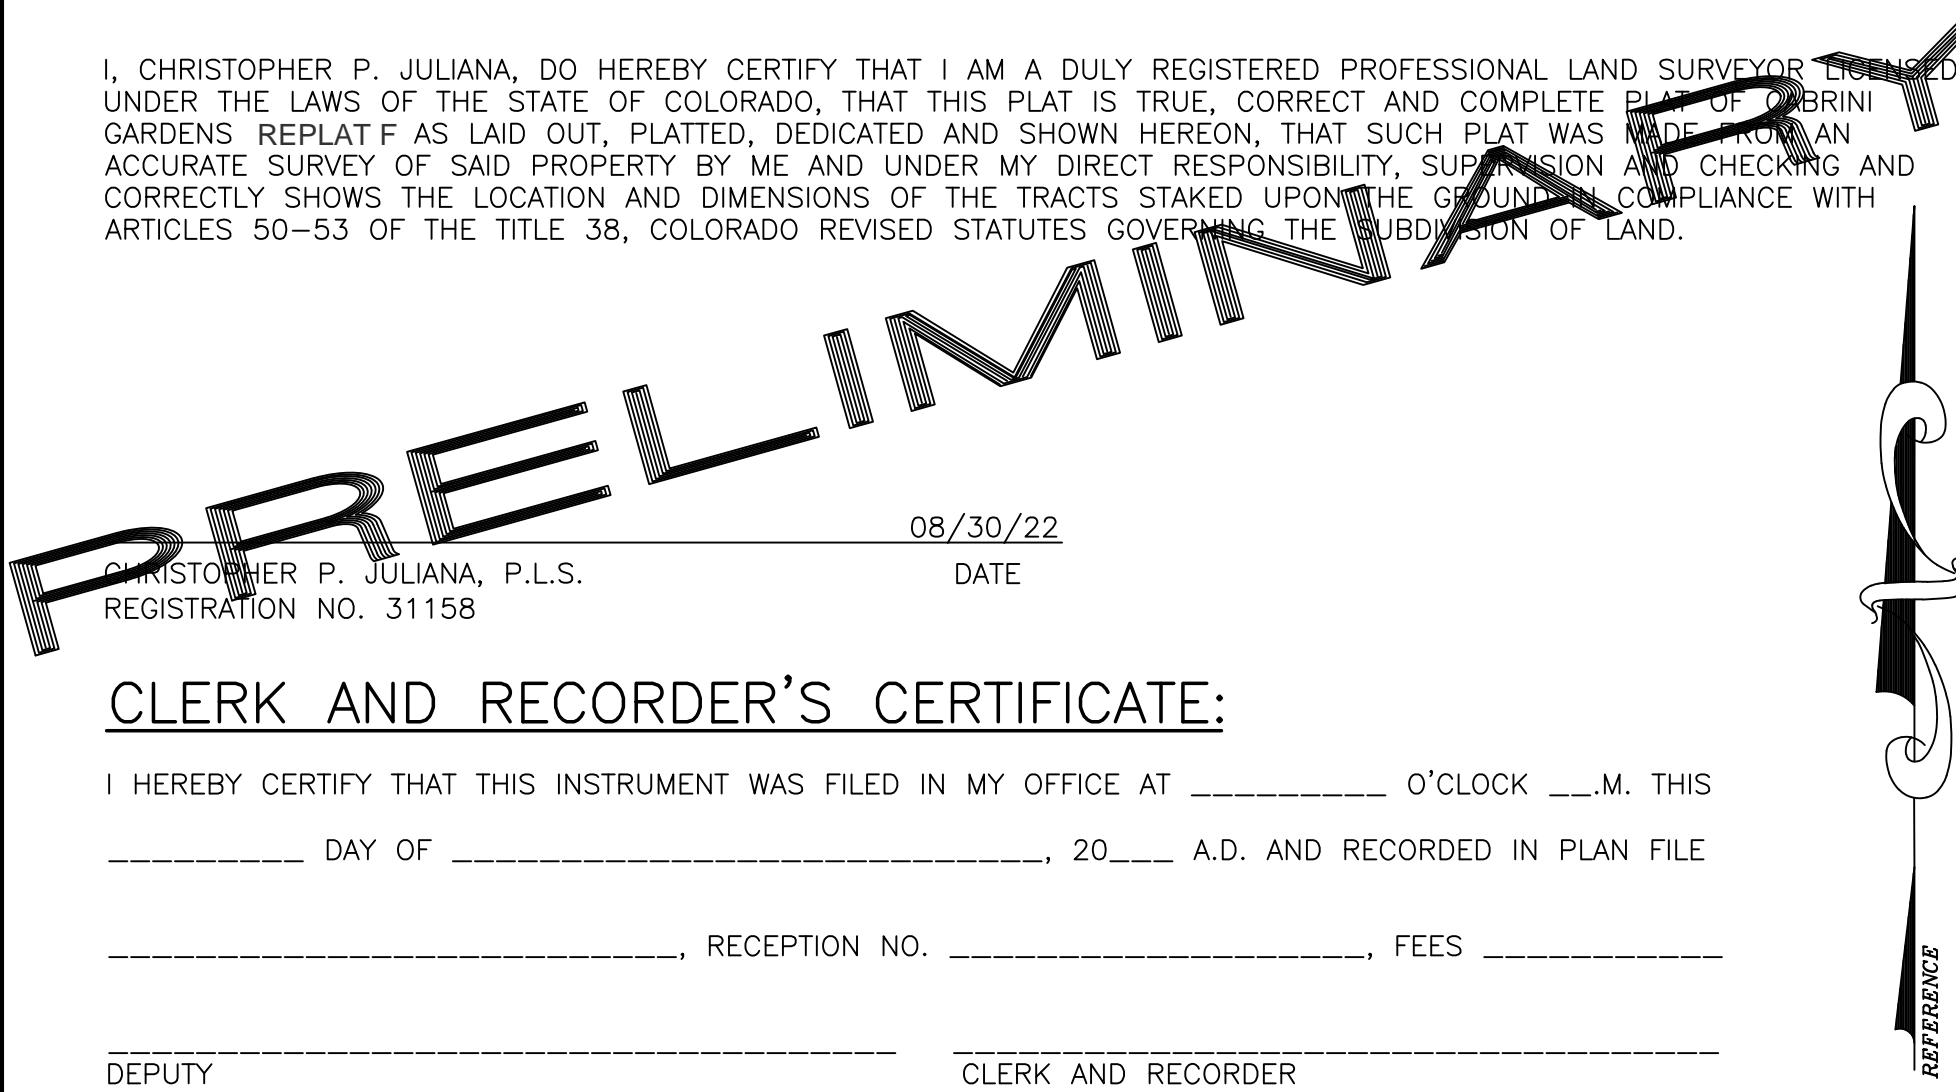 I, CHRISTOPHER P. JULIANA, DO HEREBY CERTIFY THAT I AM A DULY REGISTERED PROFESSIONAL LAND SURVEYOR LICENSED
UNDER THE LAWS OF THE STATE OF COLORADO, THAT THIS PLAT IS TRUE, CORRECT AND COMPLETE PLAT OF CABRINI
GARDENS REPLAT F AS LAID OUT, PLATTED, DEDICATED AND SHOWN HEREON, THAT SUCH PLAT WAS MADE FROM AN
ACCURATE SURVEY OF SAID PROPERTY BY ME AND UNDER MY DIRECT RESPONSIBILITY, SUPERVISION AND CHECKING AND
CORRECTLY SHOWS THE LOCATION AND DIMENSIONS OF THE TRACTS STAKED UPON THE GROUND IN COMPLIANCE WITH
ARTICLES 50-53 OF THE TITLE 38, COLORADO REVISED STATUTES GOVERNING THE SUBDIVISION OF LAND.
PRELIMINARY
08/30/22
CHRISTOPHER P. JULIANA, P.L.S. DATE
REGISTRATION NO. 31158
CLERK AND RECORDER'S CERTIFICATE:
I HEREBY CERTIFY THAT THIS INSTRUMENT WAS FILED IN MY OFFICE AT _________ O'CLOCK __.M. THIS
_________ DAY OF ___________________________, 20___ A.D. AND RECORDED IN PLAN FILE
__________________________, RECEPTION NO. ___________________, FEES ___________
DEPUTY CLERK AND RECORDER
REFERENCE